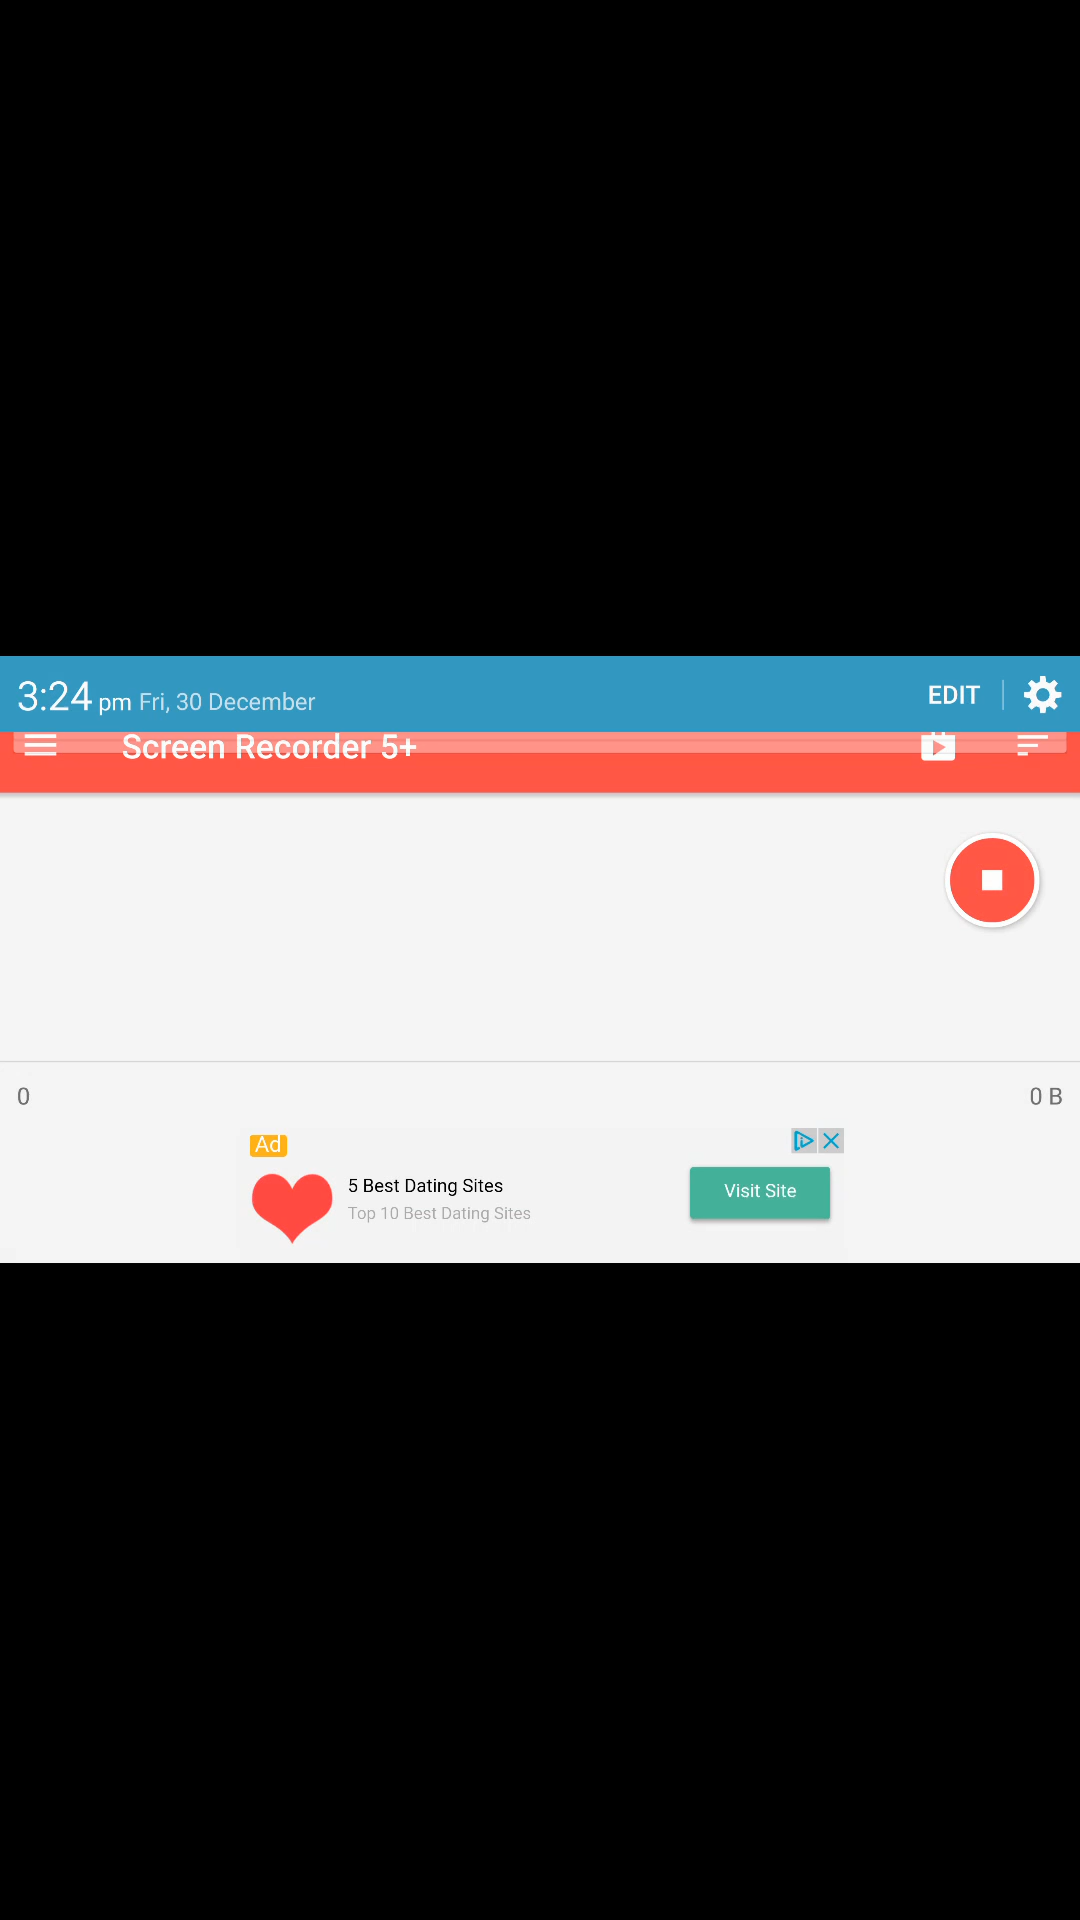 3:24 pm Fri, 30 December EDIT
Screen Recorder 5+
0 0 B
Ad
5 Best Dating Sites
Top 10 Best Dating Sites
Visit Site